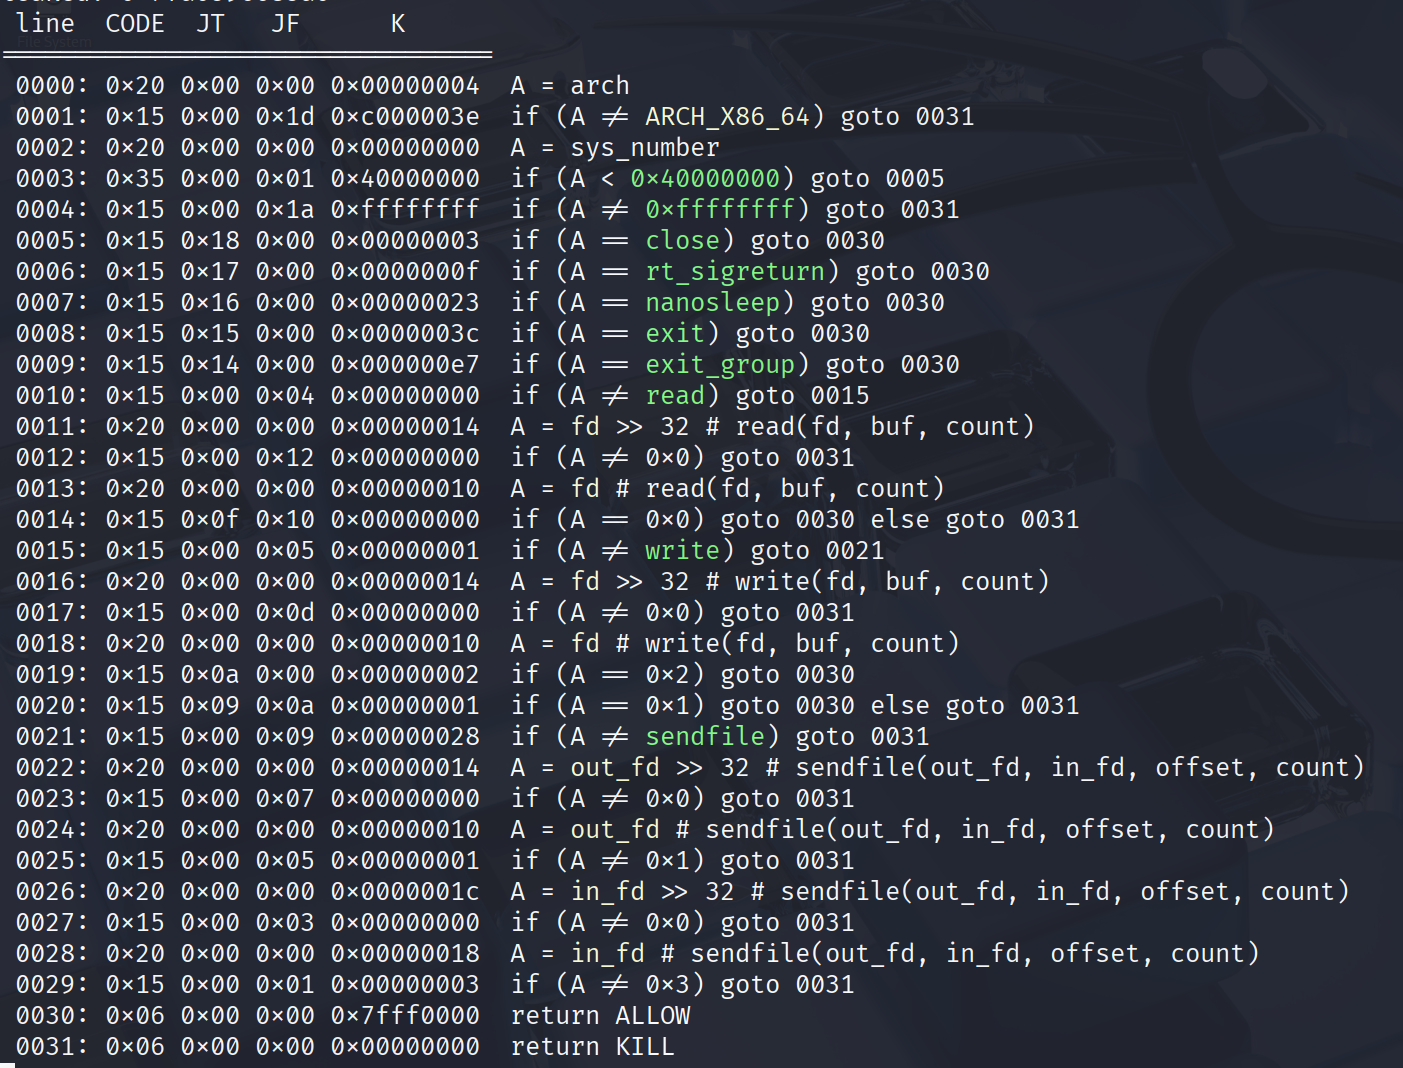 line  CODE  JT   JF      K
=================================
0000: 0x20 0x00 0x00 0x00000004  A = arch
0001: 0x15 0x00 0x1d 0xc000003e  if (A != ARCH_X86_64) goto 0031
0002: 0x20 0x00 0x00 0x00000000  A = sys_number
0003: 0x35 0x00 0x01 0x40000000  if (A < 0x40000000) goto 0005
0004: 0x15 0x00 0x1a 0xffffffff  if (A != 0xffffffff) goto 0031
0005: 0x15 0x18 0x00 0x00000003  if (A == close) goto 0030
0006: 0x15 0x17 0x00 0x0000000f  if (A == rt_sigreturn) goto 0030
0007: 0x15 0x16 0x00 0x00000023  if (A == nanosleep) goto 0030
0008: 0x15 0x15 0x00 0x0000003c  if (A == exit) goto 0030
0009: 0x15 0x14 0x00 0x000000e7  if (A == exit_group) goto 0030
0010: 0x15 0x00 0x04 0x00000000  if (A != read) goto 0015
0011: 0x20 0x00 0x00 0x00000014  A = fd >> 32 # read(fd, buf, count)
0012: 0x15 0x00 0x12 0x00000000  if (A != 0x0) goto 0031
0013: 0x20 0x00 0x00 0x00000010  A = fd # read(fd, buf, count)
0014: 0x15 0x0f 0x10 0x00000000  if (A == 0x0) goto 0030 else goto 0031
0015: 0x15 0x00 0x05 0x00000001  if (A != write) goto 0021
0016: 0x20 0x00 0x00 0x00000014  A = fd >> 32 # write(fd, buf, count)
0017: 0x15 0x00 0x0d 0x00000000  if (A != 0x0) goto 0031
0018: 0x20 0x00 0x00 0x00000010  A = fd # write(fd, buf, count)
0019: 0x15 0x0a 0x00 0x00000002  if (A == 0x2) goto 0030
0020: 0x15 0x09 0x0a 0x00000001  if (A == 0x1) goto 0030 else goto 0031
0021: 0x15 0x00 0x09 0x00000028  if (A != sendfile) goto 0031
0022: 0x20 0x00 0x00 0x00000014  A = out_fd >> 32 # sendfile(out_fd, in_fd, offset, count)
0023: 0x15 0x00 0x07 0x00000000  if (A != 0x0) goto 0031
0024: 0x20 0x00 0x00 0x00000010  A = out_fd # sendfile(out_fd, in_fd, offset, count)
0025: 0x15 0x00 0x05 0x00000001  if (A != 0x1) goto 0031
0026: 0x20 0x00 0x00 0x0000001c  A = in_fd >> 32 # sendfile(out_fd, in_fd, offset, count)
0027: 0x15 0x00 0x03 0x00000000  if (A != 0x0) goto 0031
0028: 0x20 0x00 0x00 0x00000018  A = in_fd # sendfile(out_fd, in_fd, offset, count)
0029: 0x15 0x00 0x01 0x00000003  if (A != 0x3) goto 0031
0030: 0x06 0x00 0x00 0x7fff0000  return ALLOW
0031: 0x06 0x00 0x00 0x00000000  return KILL